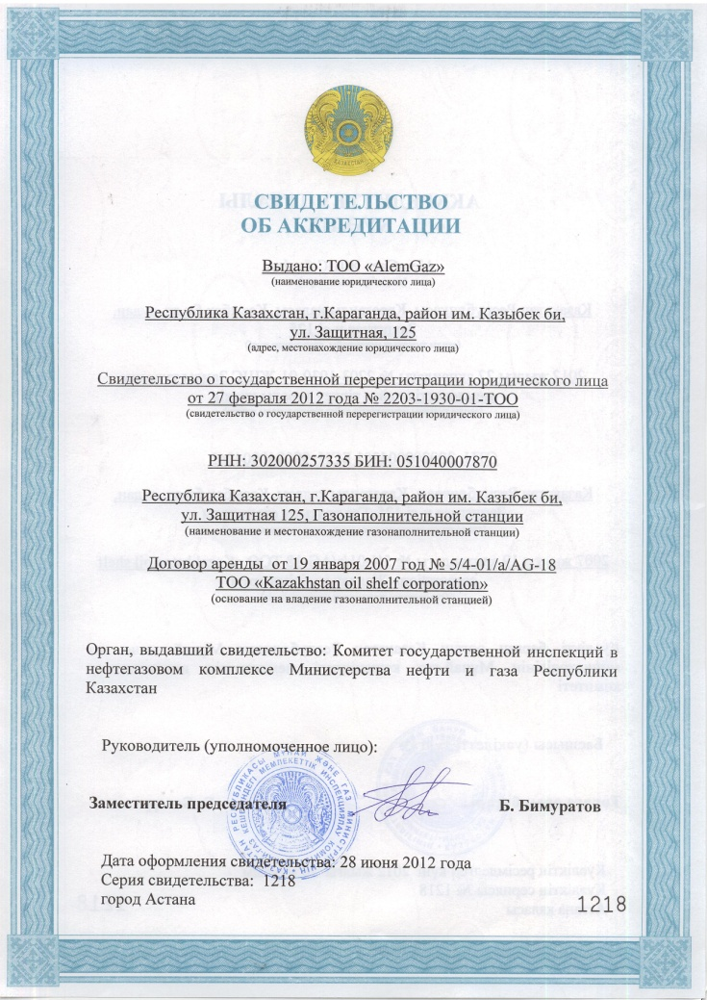 ҚАЗАҚСТАН
СВИДЕТЕЛЬСТВО
ОБ АККРЕДИТАЦИИ
Выдано: ТОО «AlemGaz»
(наименование юридического лица)
Республика Казахстан, г.Караганда, район им. Казыбек би,
ул. Защитная, 125
(адрес, местонахождение юридического лица)
Свидетельство о государственной перерегистрации юридического лица
от 27 февраля 2012 года № 2203-1930-01-ТОО
(свидетельство о государственной перерегистрации юридического лица)
РНН: 302000257335 БИН: 051040007870
Республика Казахстан, г.Караганда, район им. Казыбек би,
ул. Защитная 125, Газонаполнительной станции
(наименование и местонахождение газонаполнительной станции)
Договор аренды от 19 января 2007 год № 5/4-01/а/AG-18
ТОО «Kazakhstan oil shelf corporation»
(основание на владение газонаполнительной станцией)
Орган, выдавший свидетельство: Комитет государственной инспекций в
нефтегазовом комплексе Министерства нефти и газа Республики
Казахстан
Руководитель (уполномоченное лицо):
Заместитель председателя
Б. Бимуратов
Дата оформления свидетельства: 28 июня 2012 года
Серия свидетельства: 1218
город Астана
1218